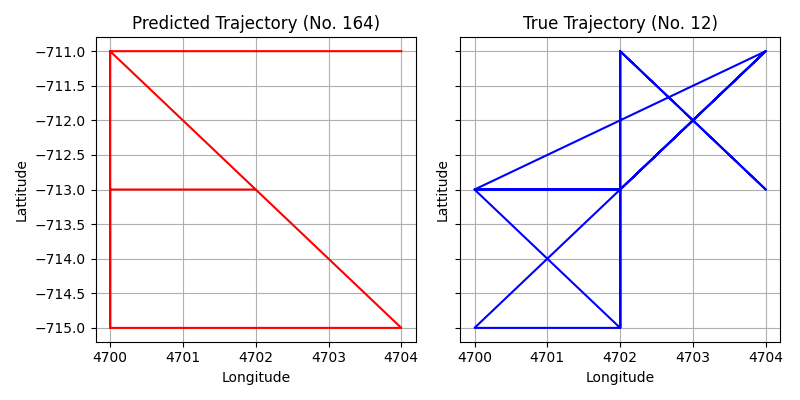 Predicted Trajectory (No. 164)
True Trajectory (No. 12)
−711.0
−711.5
−712.0
−712.5
−713.0
−713.5
−714.0
−714.5
−715.0
Lattitude
Lattitude
4700 4701 4702 4703 4704
4700 4701 4702 4703 4704
Longitude
Longitude